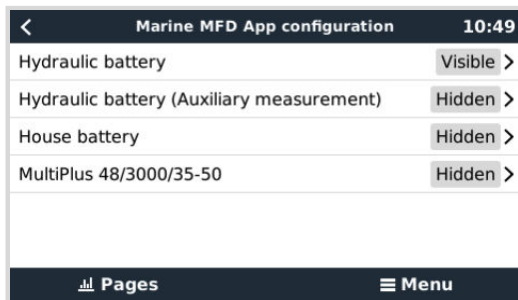 Marine MFD App configuration 10:49
Hydraulic battery Visible
Hydraulic battery (Auxiliary measurement) Hidden
House battery Hidden
MultiPlus 48/3000/35-50 Hidden
Pages Menu